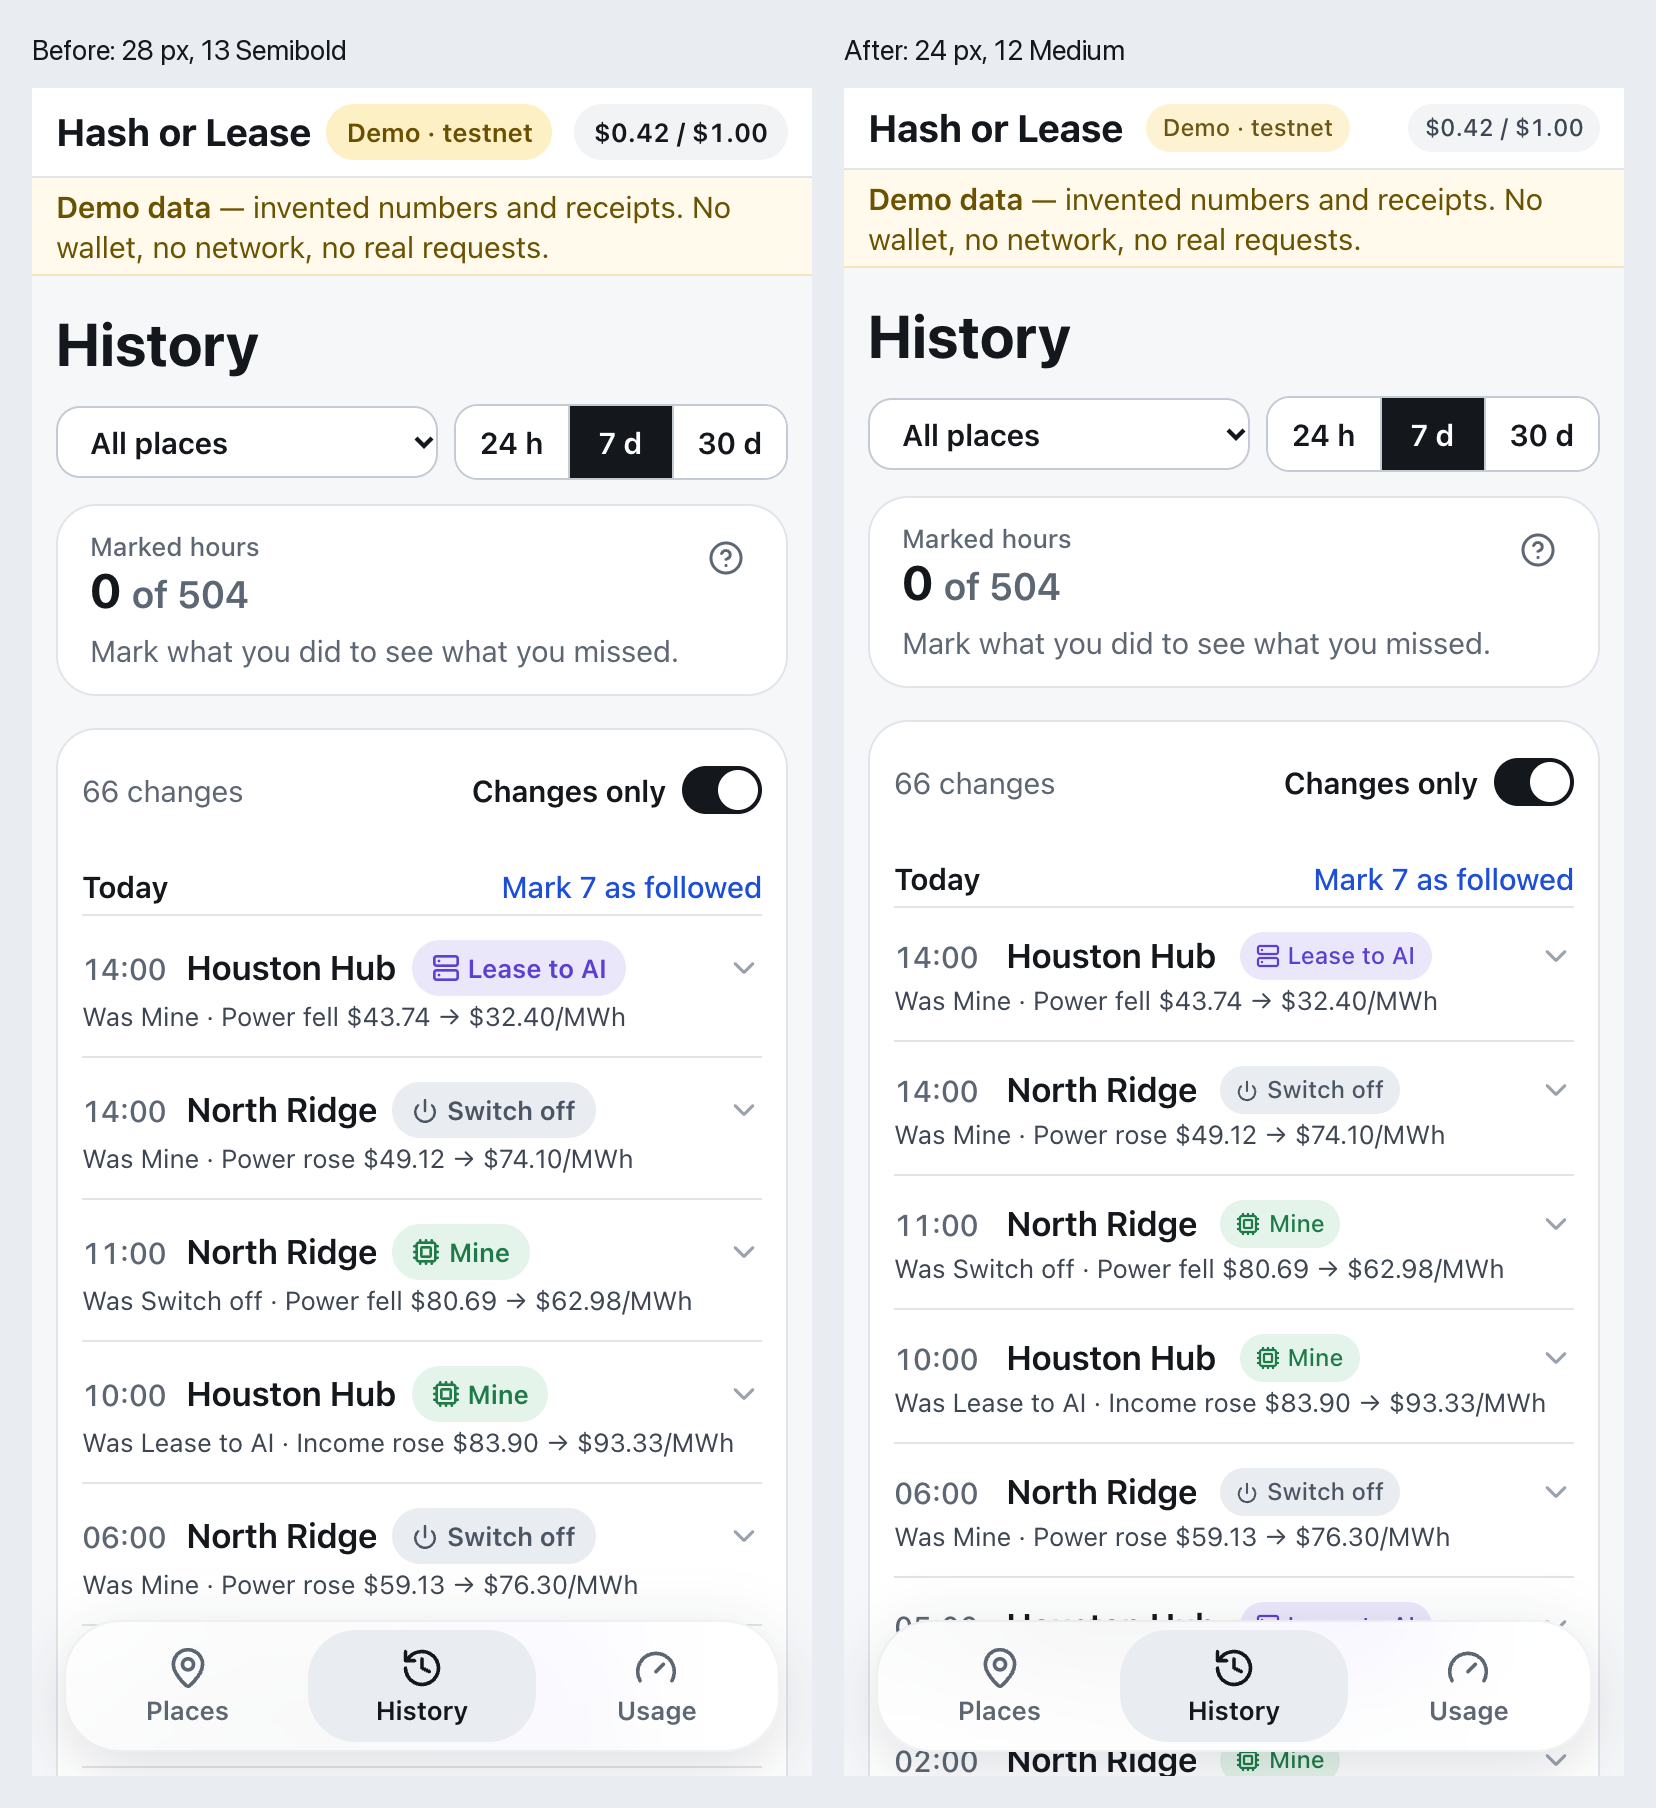 Before: 28 px, 13 Semibold
Hash or Lease
Demo · testnet
$0.42 / $1.00
Demo data — invented numbers and receipts. No
wallet, no network, no real requests.
History
All places
24 h
7 d
30 d
Marked hours
0 of 504
Mark what you did to see what you missed.
66 changes
Changes only
Today
Mark 7 as followed
14:00 Houston Hub Lease to AI
Was Mine · Power fell $43.74 → $32.40/MWh
14:00 North Ridge Switch off
Was Mine · Power rose $49.12 → $74.10/MWh
11:00 North Ridge Mine
Was Switch off · Power fell $80.69 → $62.98/MWh
10:00 Houston Hub Mine
Was Lease to AI · Income rose $83.90 → $93.33/MWh
06:00 North Ridge Switch off
Was Mine · Power rose $59.13 → $76.30/MWh
Places
History
Usage
After: 24 px, 12 Medium
Hash or Lease
Demo · testnet
$0.42 / $1.00
Demo data — invented numbers and receipts. No
wallet, no network, no real requests.
History
All places
24 h
7 d
30 d
Marked hours
0 of 504
Mark what you did to see what you missed.
66 changes
Changes only
Today
Mark 7 as followed
14:00 Houston Hub Lease to AI
Was Mine · Power fell $43.74 → $32.40/MWh
14:00 North Ridge Switch off
Was Mine · Power rose $49.12 → $74.10/MWh
11:00 North Ridge Mine
Was Switch off · Power fell $80.69 → $62.98/MWh
10:00 Houston Hub Mine
Was Lease to AI · Income rose $83.90 → $93.33/MWh
06:00 North Ridge Switch off
Was Mine · Power rose $59.13 → $76.30/MWh
Houston Hub Lease to AI
Places
History
Usage
02:00 North Ridge Mine